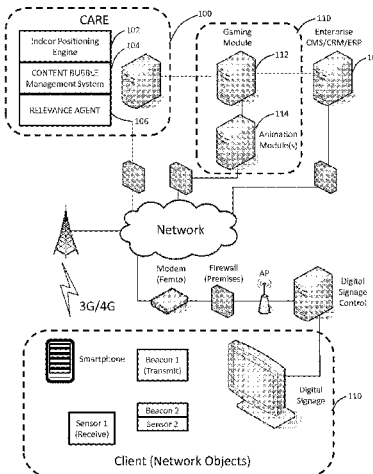 CARE
100
110
102
Indoor Positioning
Engine
104
CONTENT BUBBLE
Management System
RELEVANCE AGENT
106
Gaming
Module
112
114
Animation
Module(s)
Enterprise
CMS/CRM/ERP
Network
3G/4G
Modem
(Femto)
Firewall
(Premises)
AP
Digital
Signage
Control
Smartphone
Beacon 1
(Transmit)
Sensor 1
(Receive)
Beacon 2
Sensor 2
Digital
Signage
110
Client (Network Objects)